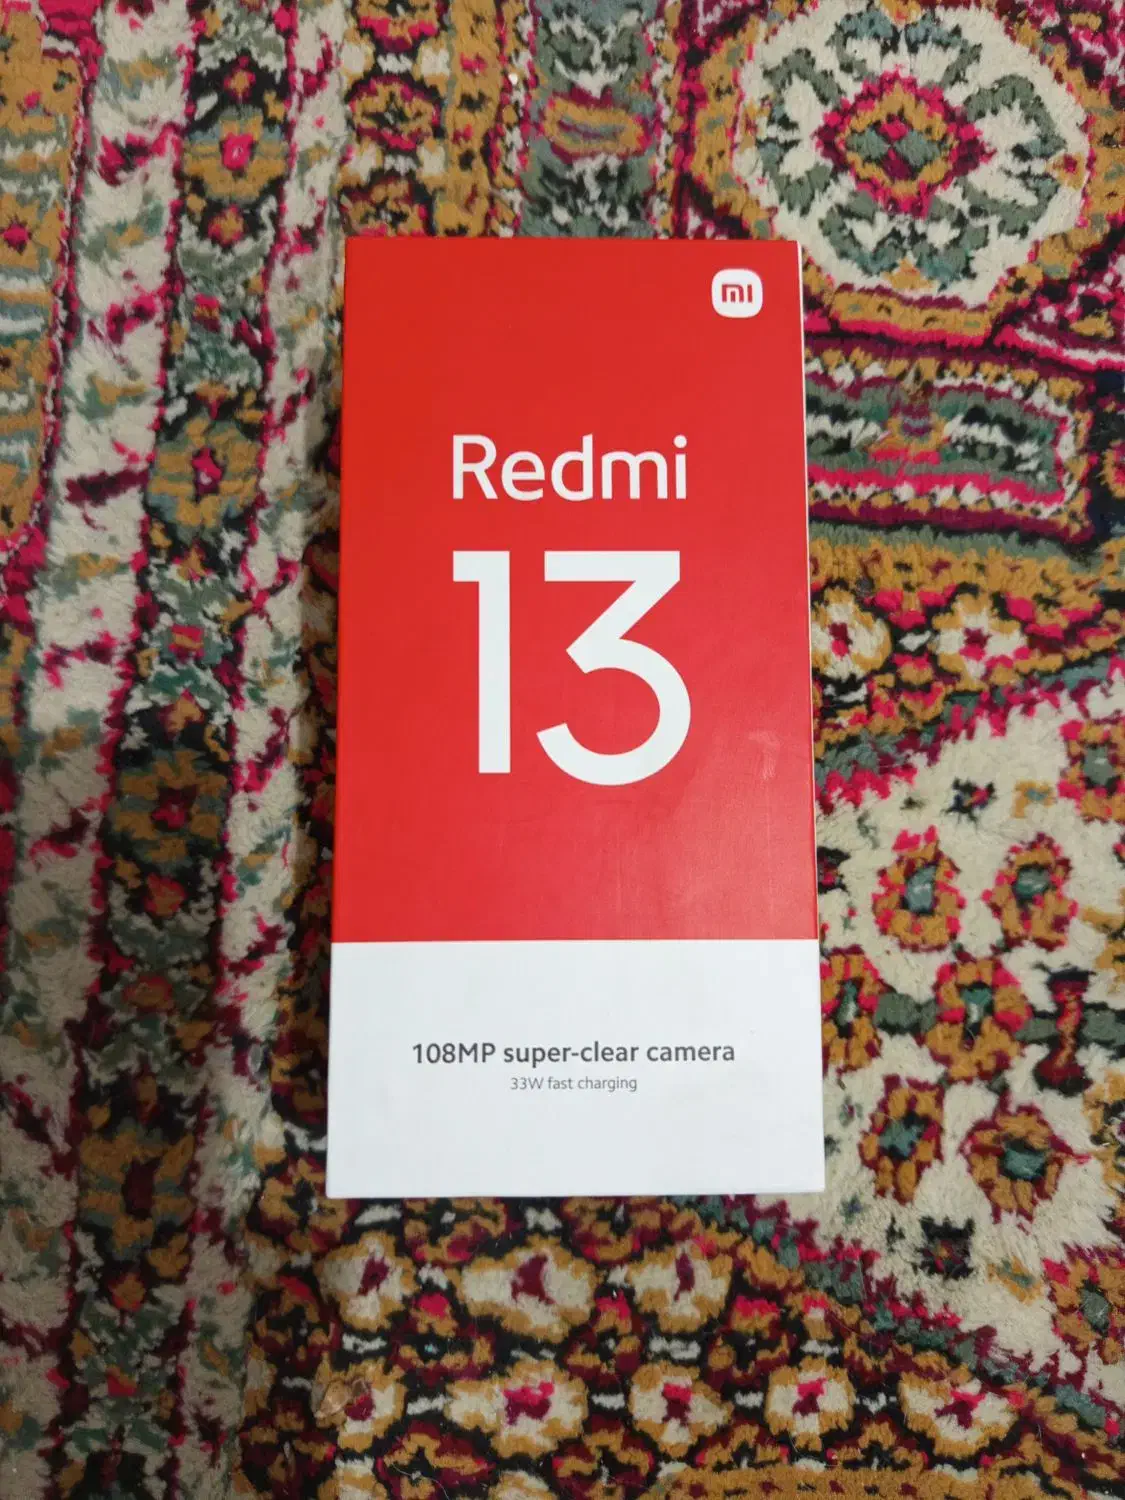 mi
Redmi
13
108MP super-clear camera
33W fast charging